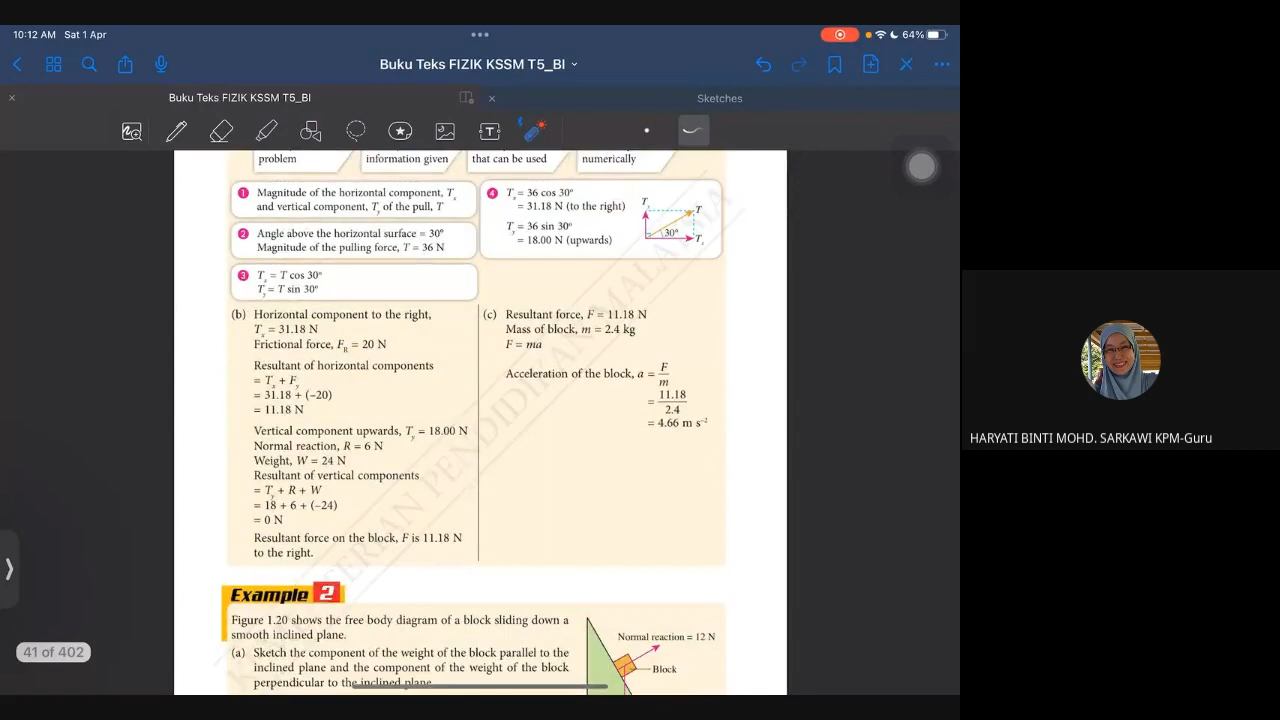 10:12 AM Sat 1 Apr
64%
Buku Teks FIZIK KSSM T5_BI
Buku Teks FIZIK KSSM T5_BI
Sketches
problem
information given
that can be used
numerically
1 Magnitude of the horizontal component, Tx
and vertical component, Ty of the pull, T
2 Angle above the horizontal surface = 30°
Magnitude of the pulling force, T = 36 N
3 Tx = T cos 30°
Ty = T sin 30°
4 Tx = 36 cos 30°
= 31.18 N (to the right)
Ty = 36 sin 30°
= 18.00 N (upwards)
T
30°
Tx
(b) Horizontal component to the right,
Tx = 31.18 N
Frictional force, FR = 20 N
Resultant of horizontal components
= Tx + Fy
= 31.18 + (−20)
= 11.18 N
Vertical component upwards, Ty = 18.00 N
Normal reaction, R = 6 N
Weight, W = 24 N
Resultant of vertical components
= Ty + R + W
= 18 + 6 + (−24)
= 0 N
Resultant force on the block, F is 11.18 N
to the right.
(c) Resultant force, F = 11.18 N
Mass of block, m = 2.4 kg
F = ma
Acceleration of the block, a = F/m
= 11.18/2.4
= 4.66 m s⁻²
Example 2
Figure 1.20 shows the free body diagram of a block sliding down a
smooth inclined plane.
(a) Sketch the component of the weight of the block parallel to the
inclined plane and the component of the weight of the block
perpendicular to the inclined plane.
Normal reaction = 12 N
Block
41 of 402
HARYATI BINTI MOHD. SARKAWI KPM-Guru